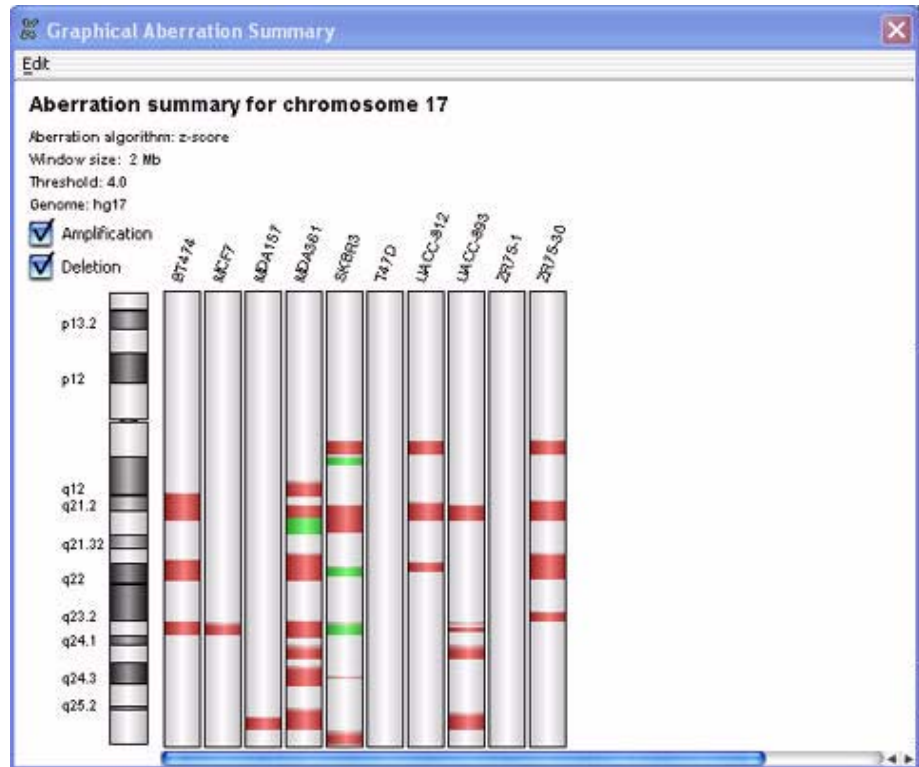 Graphical Aberration Summary
Edit
Aberration summary for chromosome 17
Aberration algorithm: z-score
Window size: 2 Mb
Threshold: 4.0
Genome: hg17
Amplification
Deletion
BT474
MCF7
MDA157
MDA361
SKBR3
T47D
UACC-812
UACC-893
ZR75-1
ZR75-30
p13.2
p12
q12
q21.2
q21.32
q22
q23.2
q24.1
q24.3
q25.2